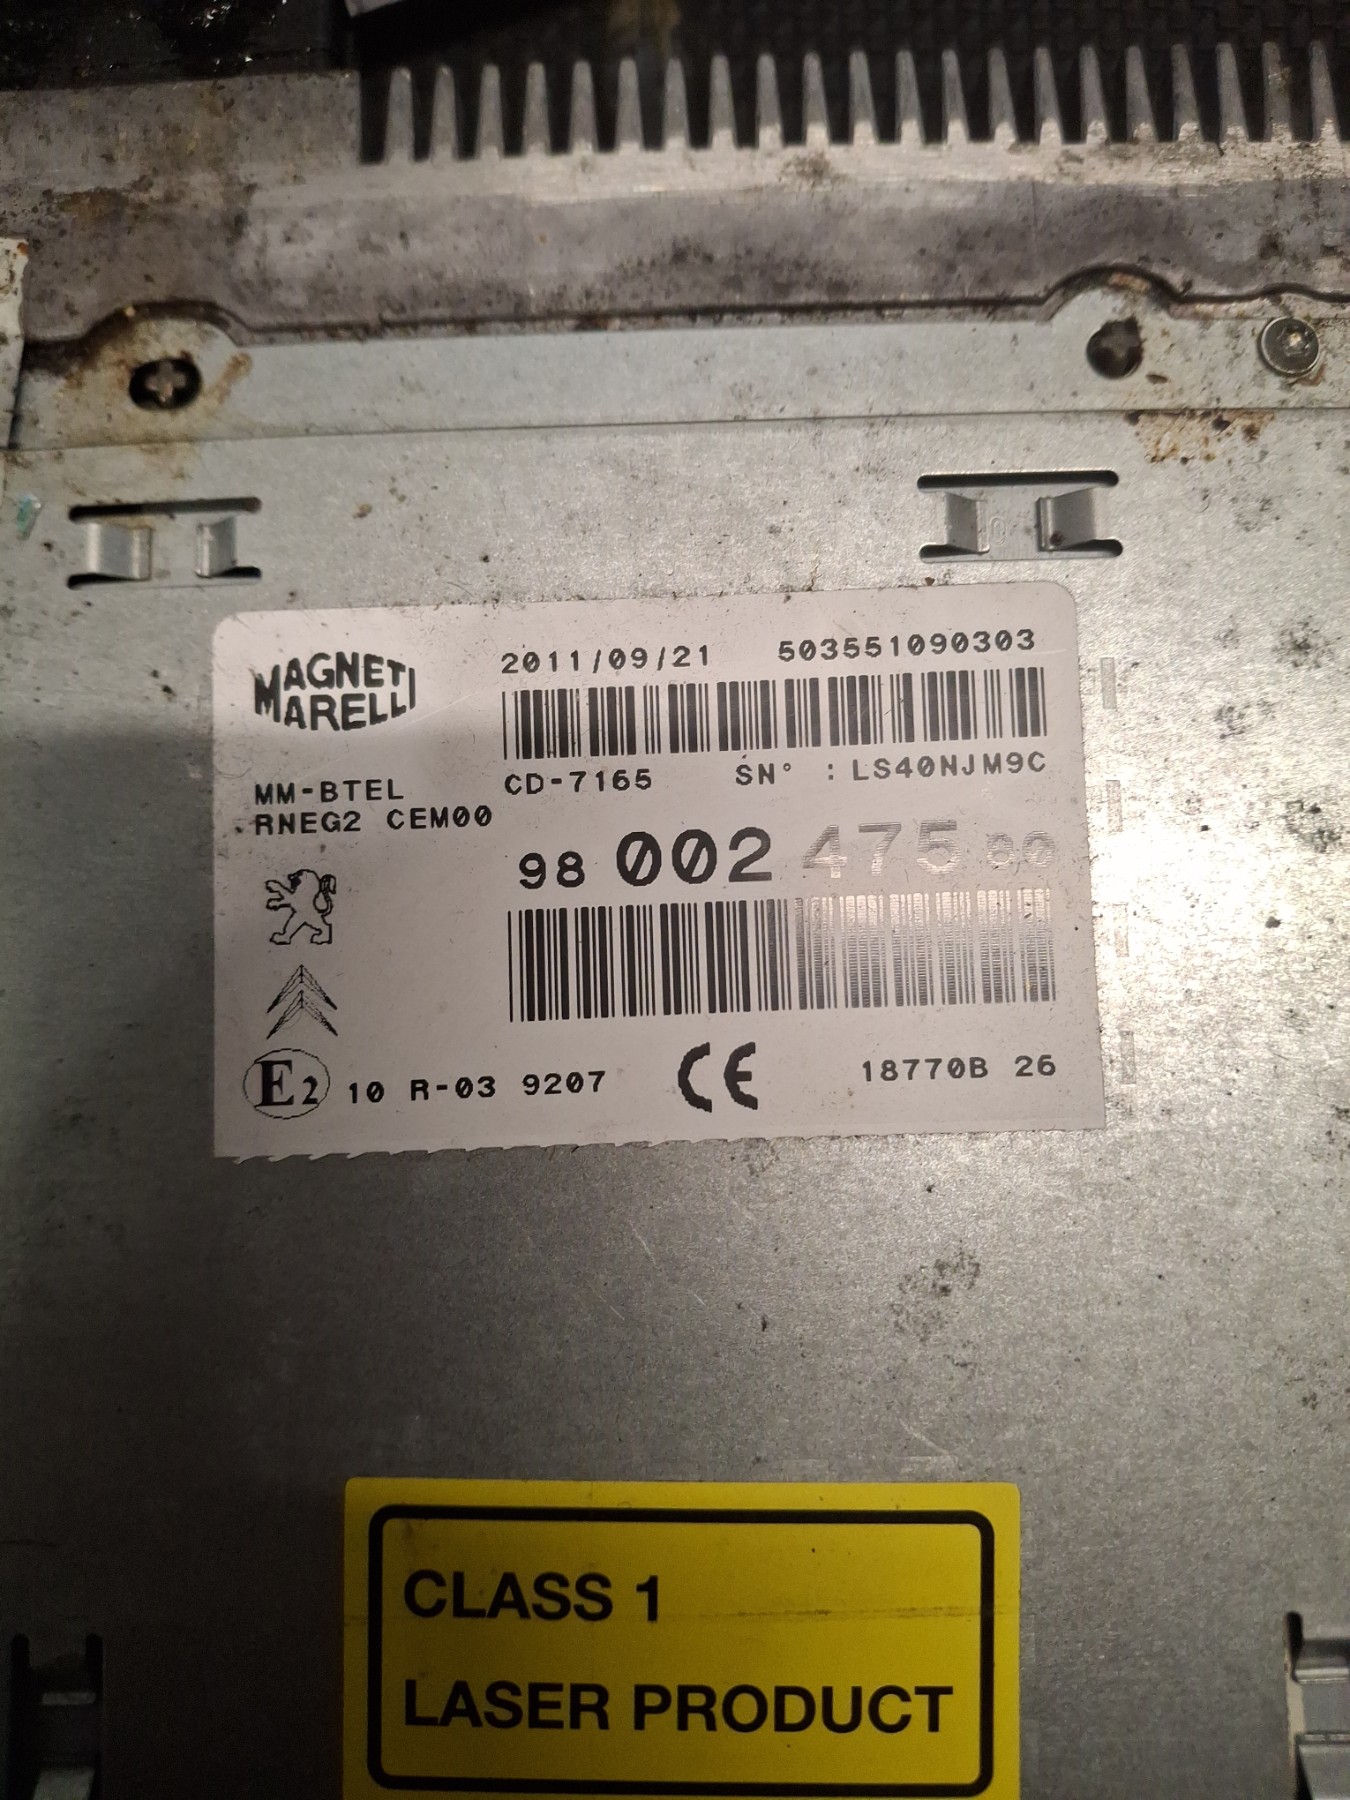 MAGNETI
MARELLI
2011/09/21 503551090303
CD-7165 SN° : LS40NJM9C
MM-BTEL
RNEG2 CEM00
98 002 475 80
E2 10 R-03 9207 CE 18770B 26
CLASS 1
LASER PRODUCT